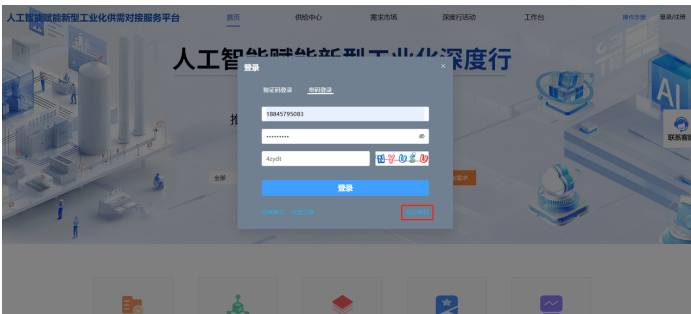 人工智能赋能新型工业化供需对接服务平台
首页
供给中心
需求市场
深度行活动
工作台
操作手册
登录/注册
人工智能赋能新型工业化深度行
登录
×
验证码登录
密码登录
18845795083
•••••••••
4zydt
登录
全部
AI
联系客服